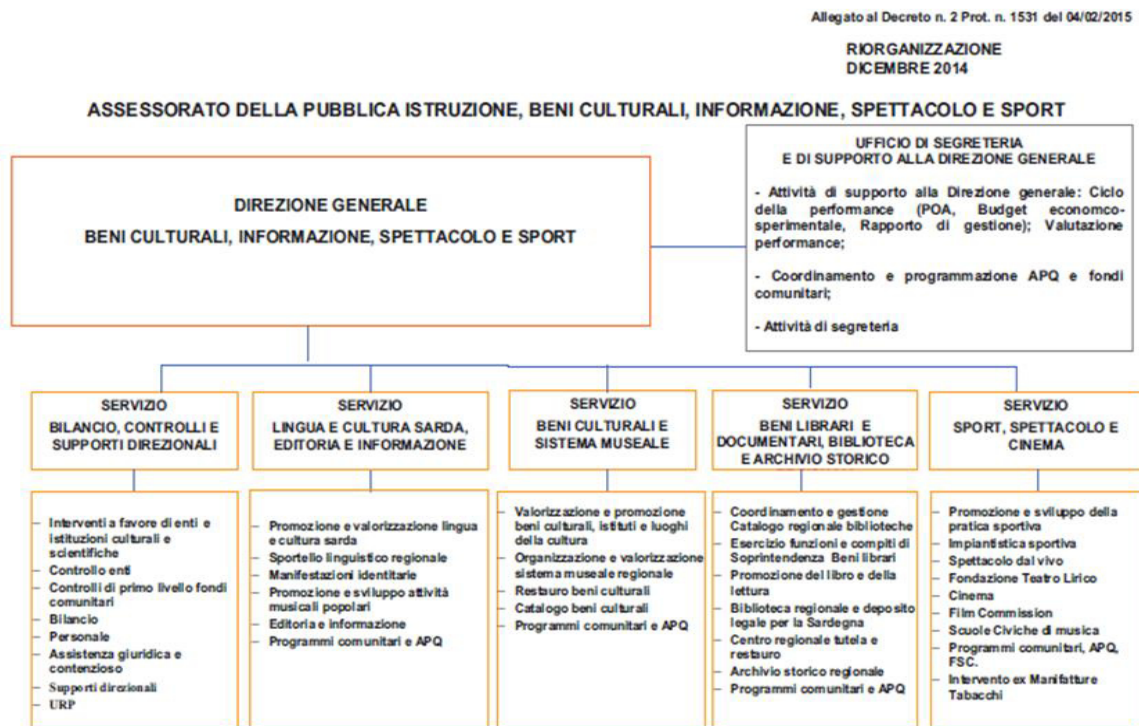 Allegato al Decreto n. 2 Prot. n. 1531 del 04/02/2015
RIORGANIZZAZIONE
DICEMBRE 2014
ASSESSORATO DELLA PUBBLICA ISTRUZIONE, BENI CULTURALI, INFORMAZIONE, SPETTACOLO E SPORT
DIREZIONE GENERALE
BENI CULTURALI, INFORMAZIONE, SPETTACOLO E SPORT
UFFICIO DI SEGRETERIA
E DI SUPPORTO ALLA DIREZIONE GENERALE
- Attività di supporto alla Direzione generale: Ciclo
della performance (POA, Budget economco-
sperimentale, Rapporto di gestione); Valutazione
performance;
- Coordinamento e programmazione APQ e fondi
comunitari;
- Attività di segreteria
SERVIZIO
BILANCIO, CONTROLLI E
SUPPORTI DIREZIONALI
– Interventi a favore di enti e
istituzioni culturali e
scientifiche
– Controllo enti
– Controlli di primo livello fondi
comunitari
– Bilancio
– Personale
– Assistenza giuridica e
contenzioso
– Supporti direzionali
– URP
SERVIZIO
LINGUA E CULTURA SARDA,
EDITORIA E INFORMAZIONE
– Promozione e valorizzazione lingua
e cultura sarda
– Sportello linguistico regionale
– Manifestazioni identitarie
– Promozione e sviluppo attività
musicali popolari
– Editoria e informazione
– Programmi comunitari e APQ
SERVIZIO
BENI CULTURALI E
SISTEMA MUSEALE
– Valorizzazione e promozione
beni culturali, istituti e luoghi
della cultura
– Organizzazione e valorizzazione
sistema museale regionale
– Restauro beni culturali
– Catalogo beni culturali
– Programmi comunitari e APQ
SERVIZIO
BENI LIBRARI E
DOCUMENTARI, BIBLIOTECA
E ARCHIVIO STORICO
– Coordinamento e gestione
Catalogo regionale biblioteche
– Esercizio funzioni e compiti di
Soprintendenza Beni librari
– Promozione del libro e della
lettura
– Biblioteca regionale e deposito
legale per la Sardegna
– Centro regionale tutela e
restauro
– Archivio storico regionale
– Programmi comunitari e APQ
SERVIZIO
SPORT, SPETTACOLO E
CINEMA
– Promozione e sviluppo della
pratica sportiva
– Impiantistica sportiva
– Spettacolo dal vivo
– Fondazione Teatro Lirico
– Cinema
– Film Commission
– Scuole Civiche di musica
– Programmi comunitari, APQ,
FSC.
– Intervento ex Manifatture
Tabacchi